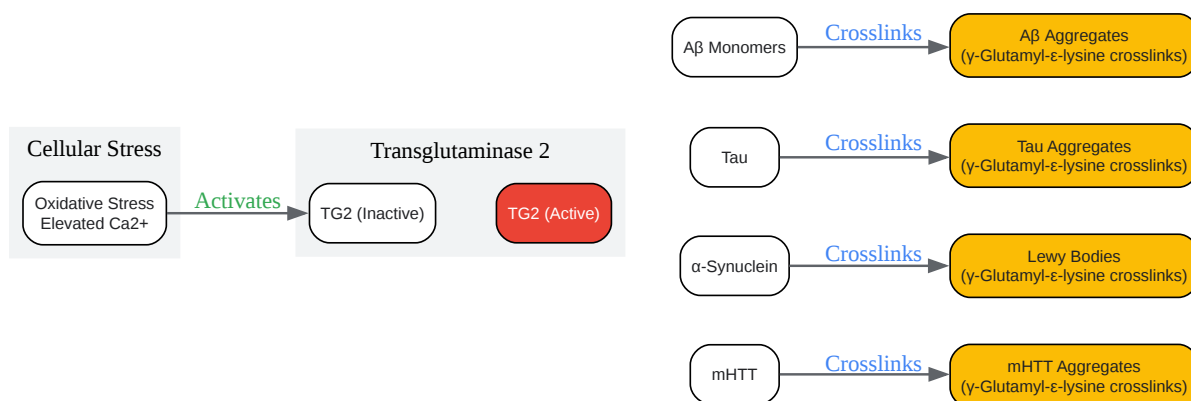 Cellular Stress
Oxidative Stress
Elevated Ca2+
Activates
Transglutaminase 2
TG2 (Inactive)
TG2 (Active)
Aβ Monomers
Crosslinks
Aβ Aggregates
(γ-Glutamyl-ε-lysine crosslinks)
Tau
Crosslinks
Tau Aggregates
(γ-Glutamyl-ε-lysine crosslinks)
α-Synuclein
Crosslinks
Lewy Bodies
(γ-Glutamyl-ε-lysine crosslinks)
mHTT
Crosslinks
mHTT Aggregates
(γ-Glutamyl-ε-lysine crosslinks)